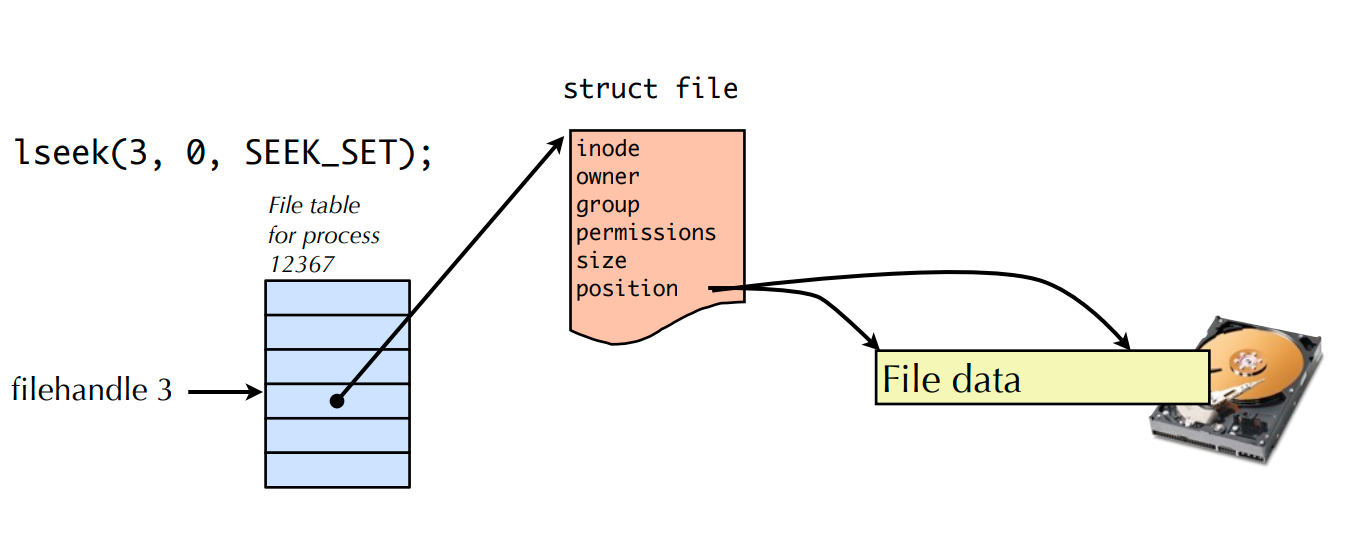 struct file
lseek(3, 0, SEEK_SET);
File table
for process
12367
filehandle 3
inode
owner
group
permissions
size
position
File data